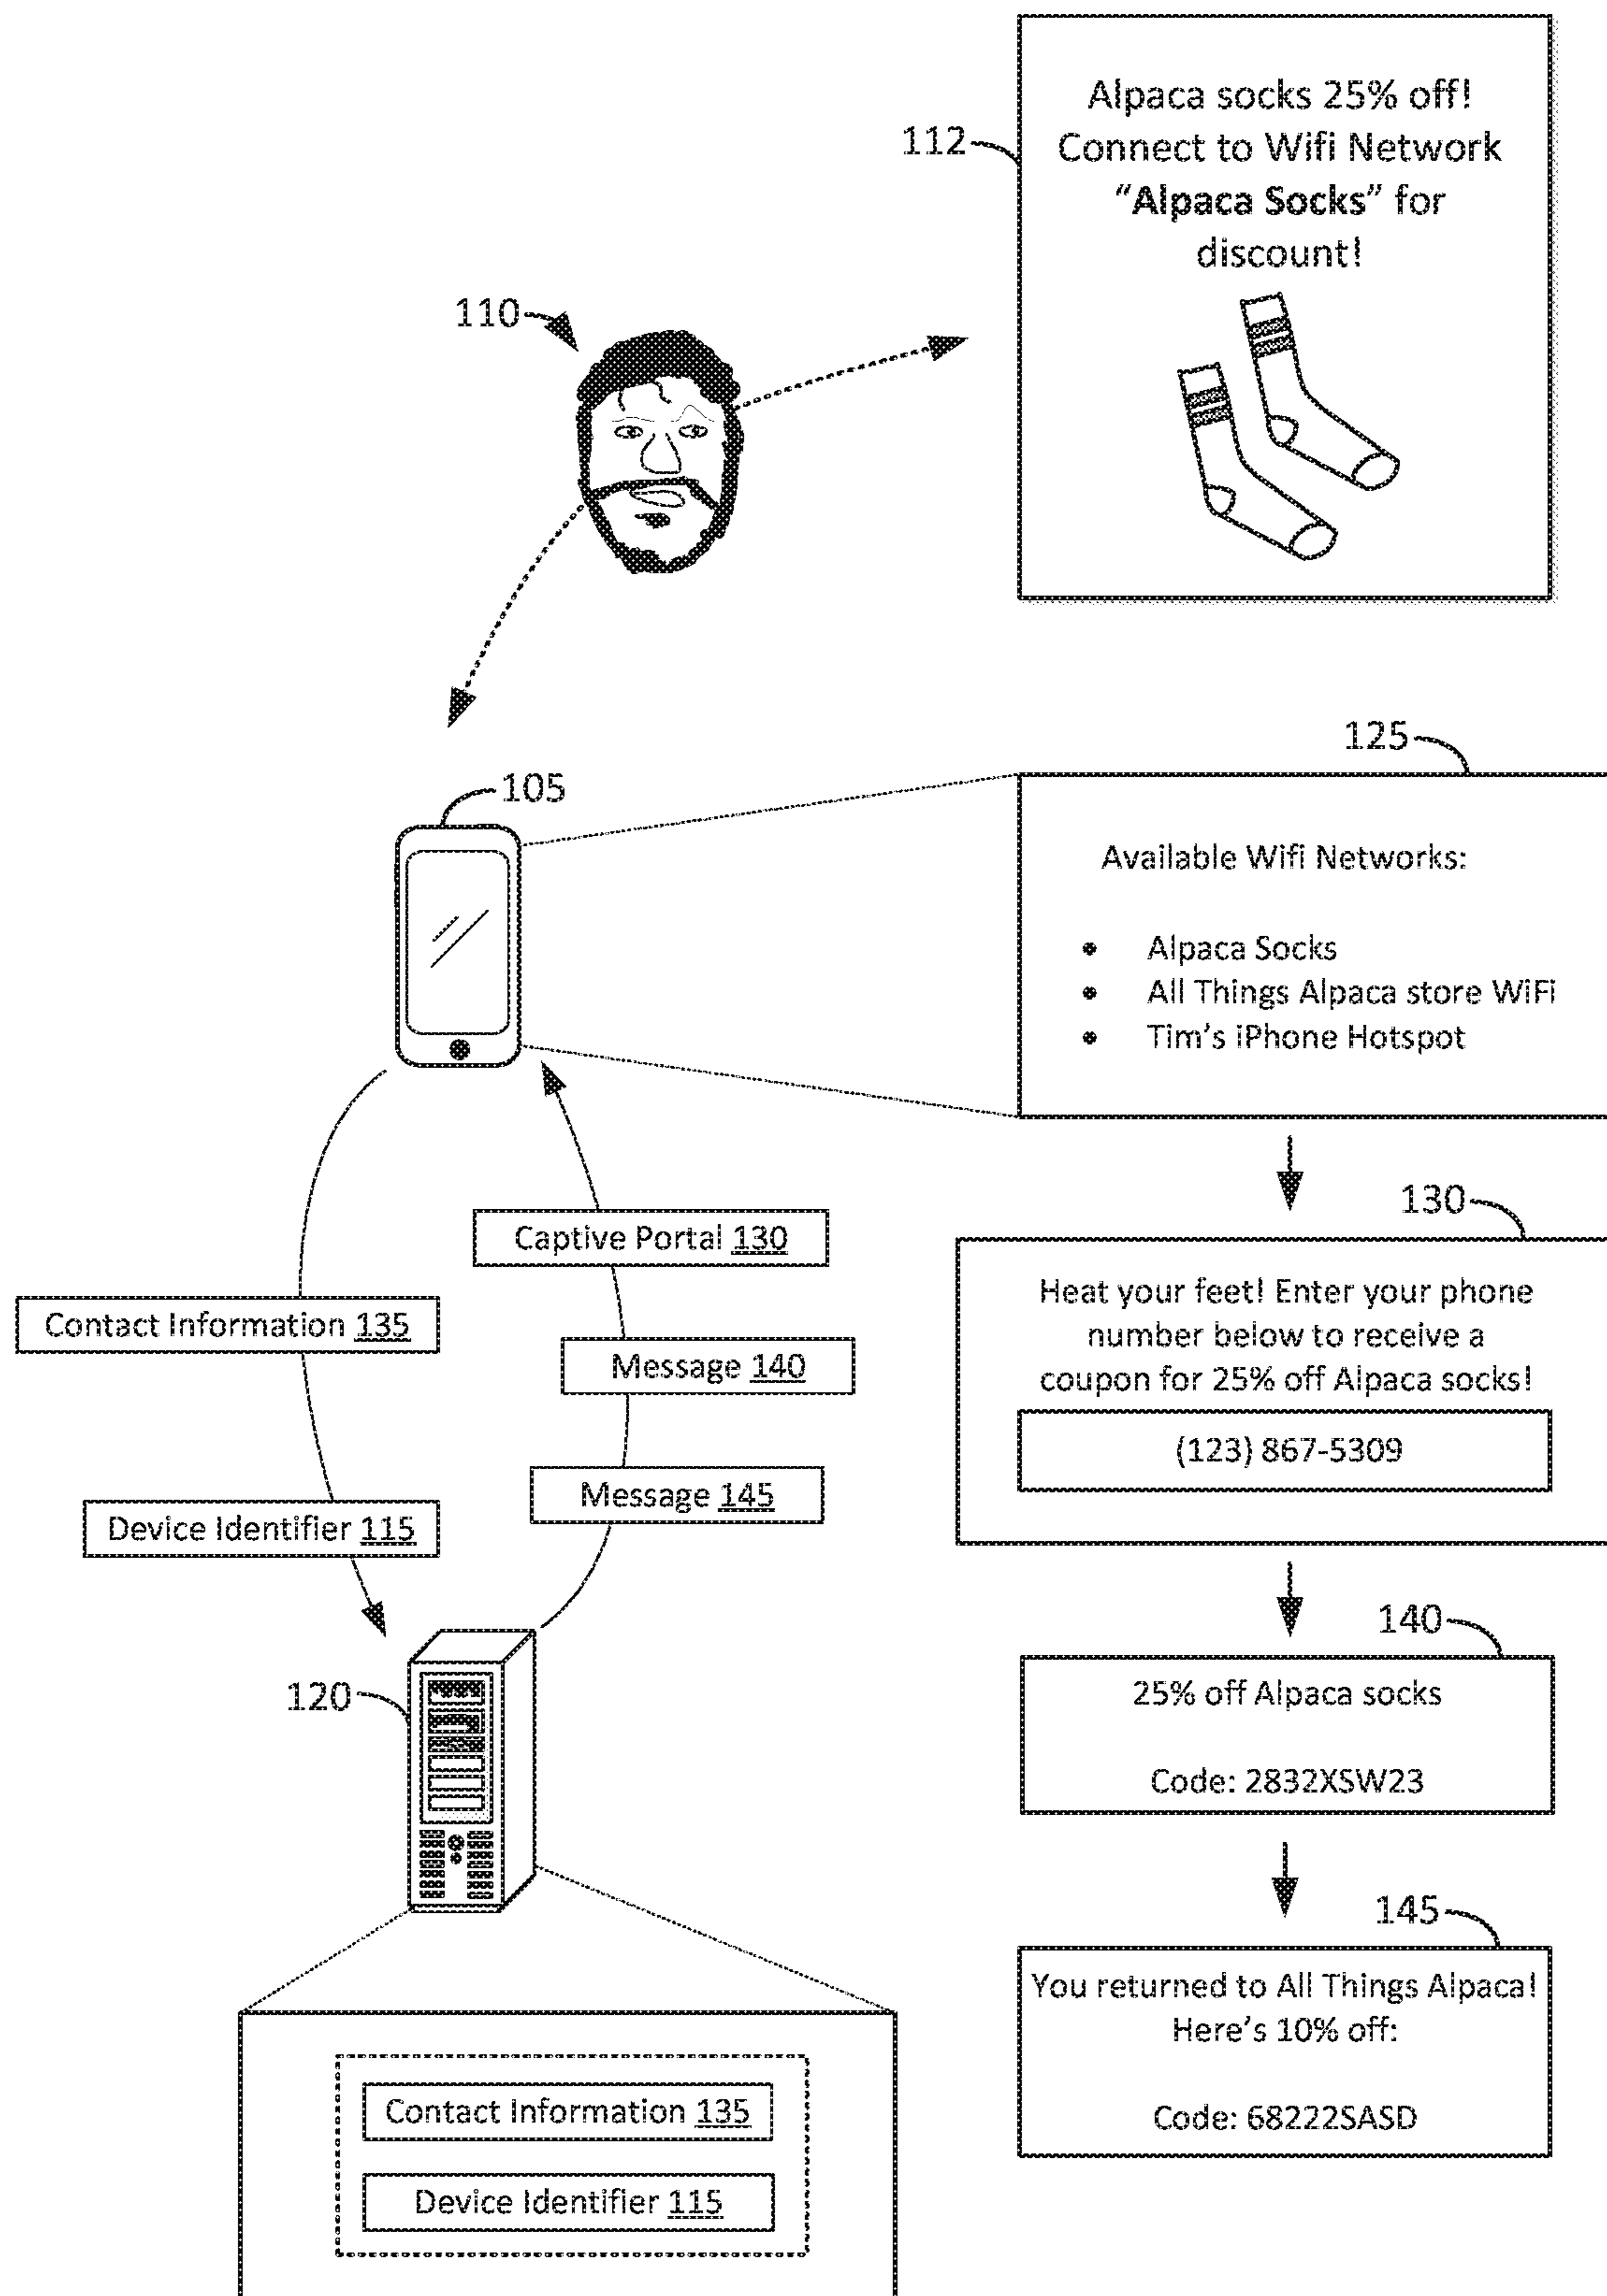 112
Alpaca socks 25% off!
Connect to Wifi Network
“Alpaca Socks” for
discount!
110
105
125
Available Wifi Networks:
• Alpaca Socks
• All Things Alpaca store WiFi
• Tim's iPhone Hotspot
Captive Portal 130
Contact Information 135
Message 140
Message 145
Device Identifier 115
130
Heat your feet! Enter your phone
number below to receive a
coupon for 25% off Alpaca socks!
(123) 867-5309
120
140
25% off Alpaca socks
Code: 2832XSW23
145
You returned to All Things Alpaca!
Here's 10% off:
Code: 68222SASD
Contact Information 135
Device Identifier 115